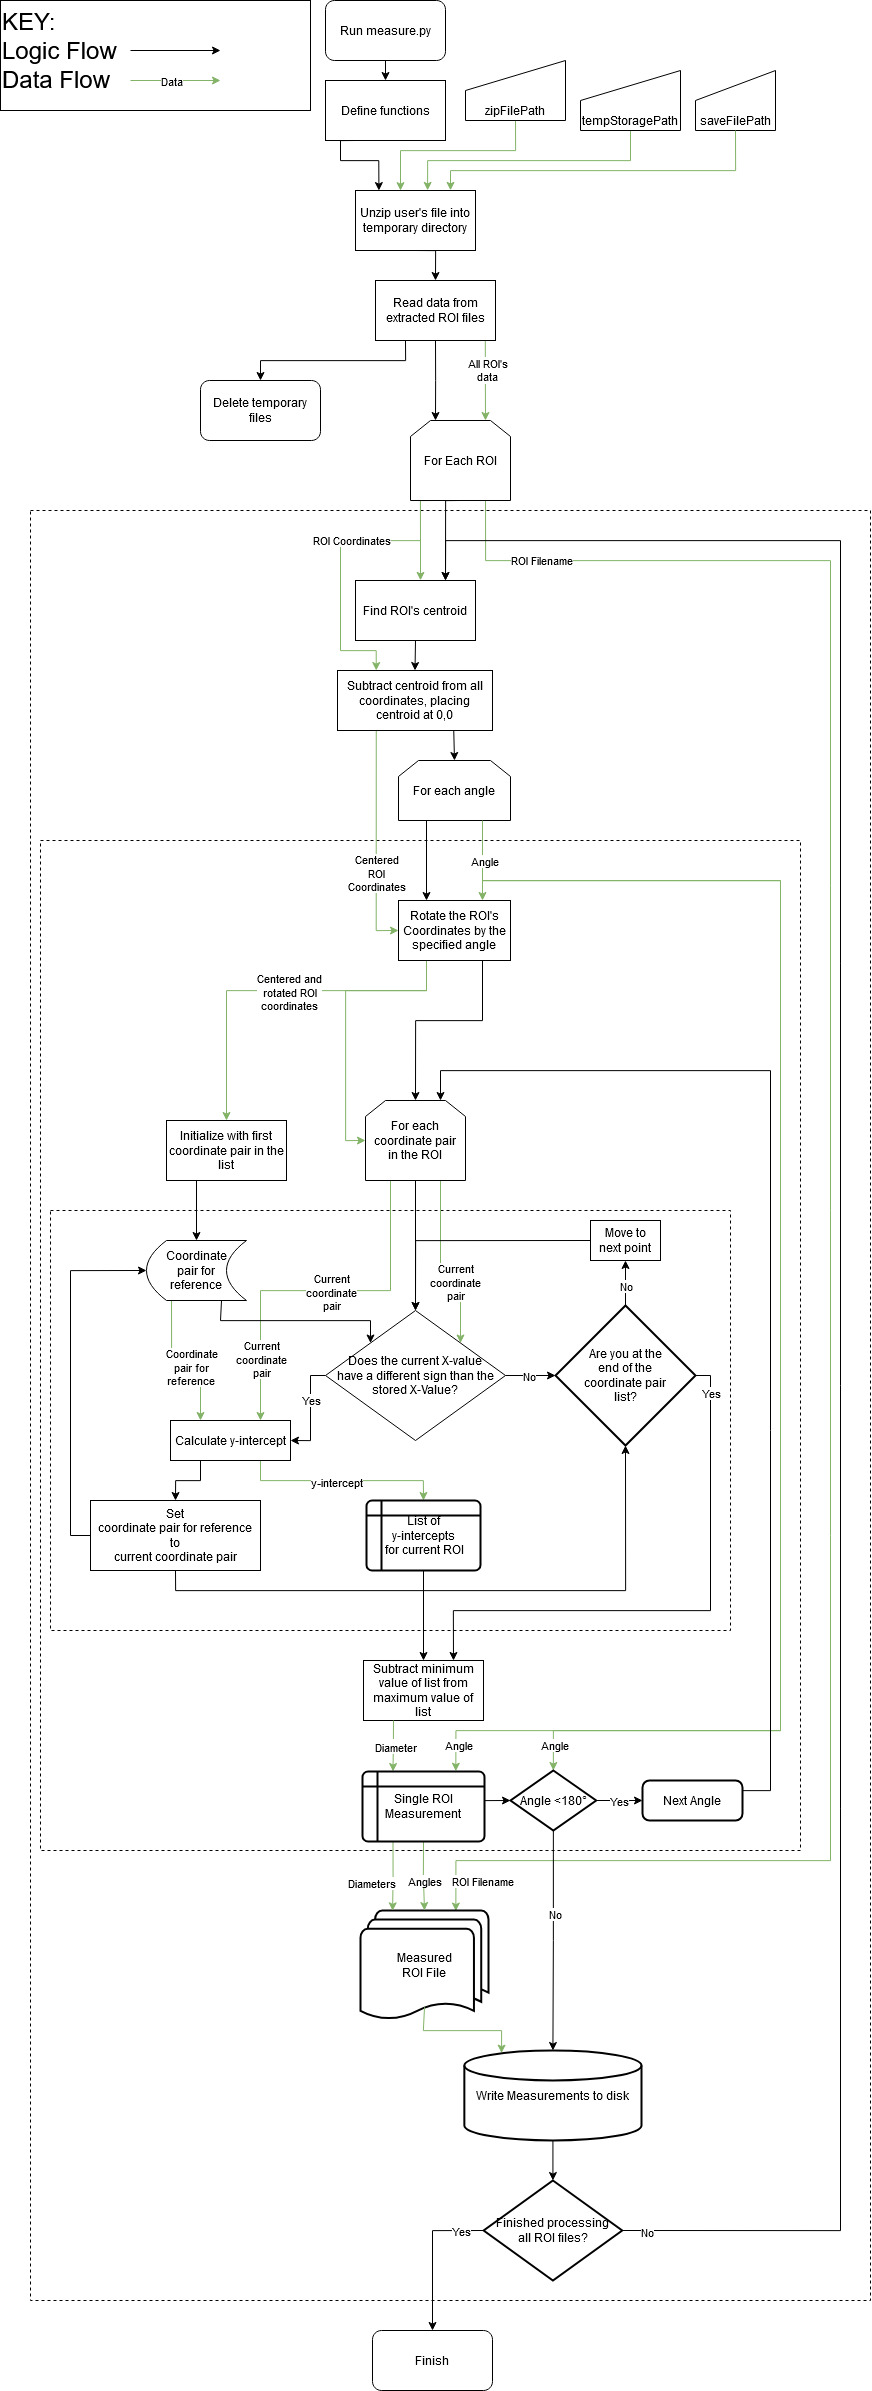 KEY:
Logic Flow
Data Flow
Data
Run measure.py
Define functions
zipFilePath
tempStoragePath
saveFilePath
Unzip user's file into
temporary directory
Read data from
extracted ROI files
All ROI's
data
Delete temporary
files
For Each ROI
ROI Coordinates
ROI Filename
Find ROI's centroid
Subtract centroid from all
coordinates, placing
centroid at 0,0
For each angle
Centered
ROI
Coordinates
Angle
Rotate the ROI's
Coordinates by the
specified angle
Centered and
rotated ROI
coordinates
Initialize with first
coordinate pair in the
list
For each
coordinate pair
in the ROI
Coordinate
pair for
reference
Move to
next point
Current
coordinate
pair
Current
coordinate
pair
No
Coordinate
pair for
reference
Current
coordinate
pair
Does the current X-value
have a different sign than the
stored X-Value?
No
Are you at the
end of the
coordinate pair
list?
Yes
Yes
Calculate y-intercept
y-intercept
Set
coordinate pair for reference
to
current coordinate pair
List of
y-intercepts
for current ROI
Subtract minimum
value of list from
maximum value of
list
Diameter
Angle
Angle
Single ROI
Measurement
Angle <180°
Yes
Next Angle
Diameters
Angles
ROI Filename
No
Measured
ROI File
Write Measurements to disk
Finished processing
all ROI files?
Yes
No
Finish